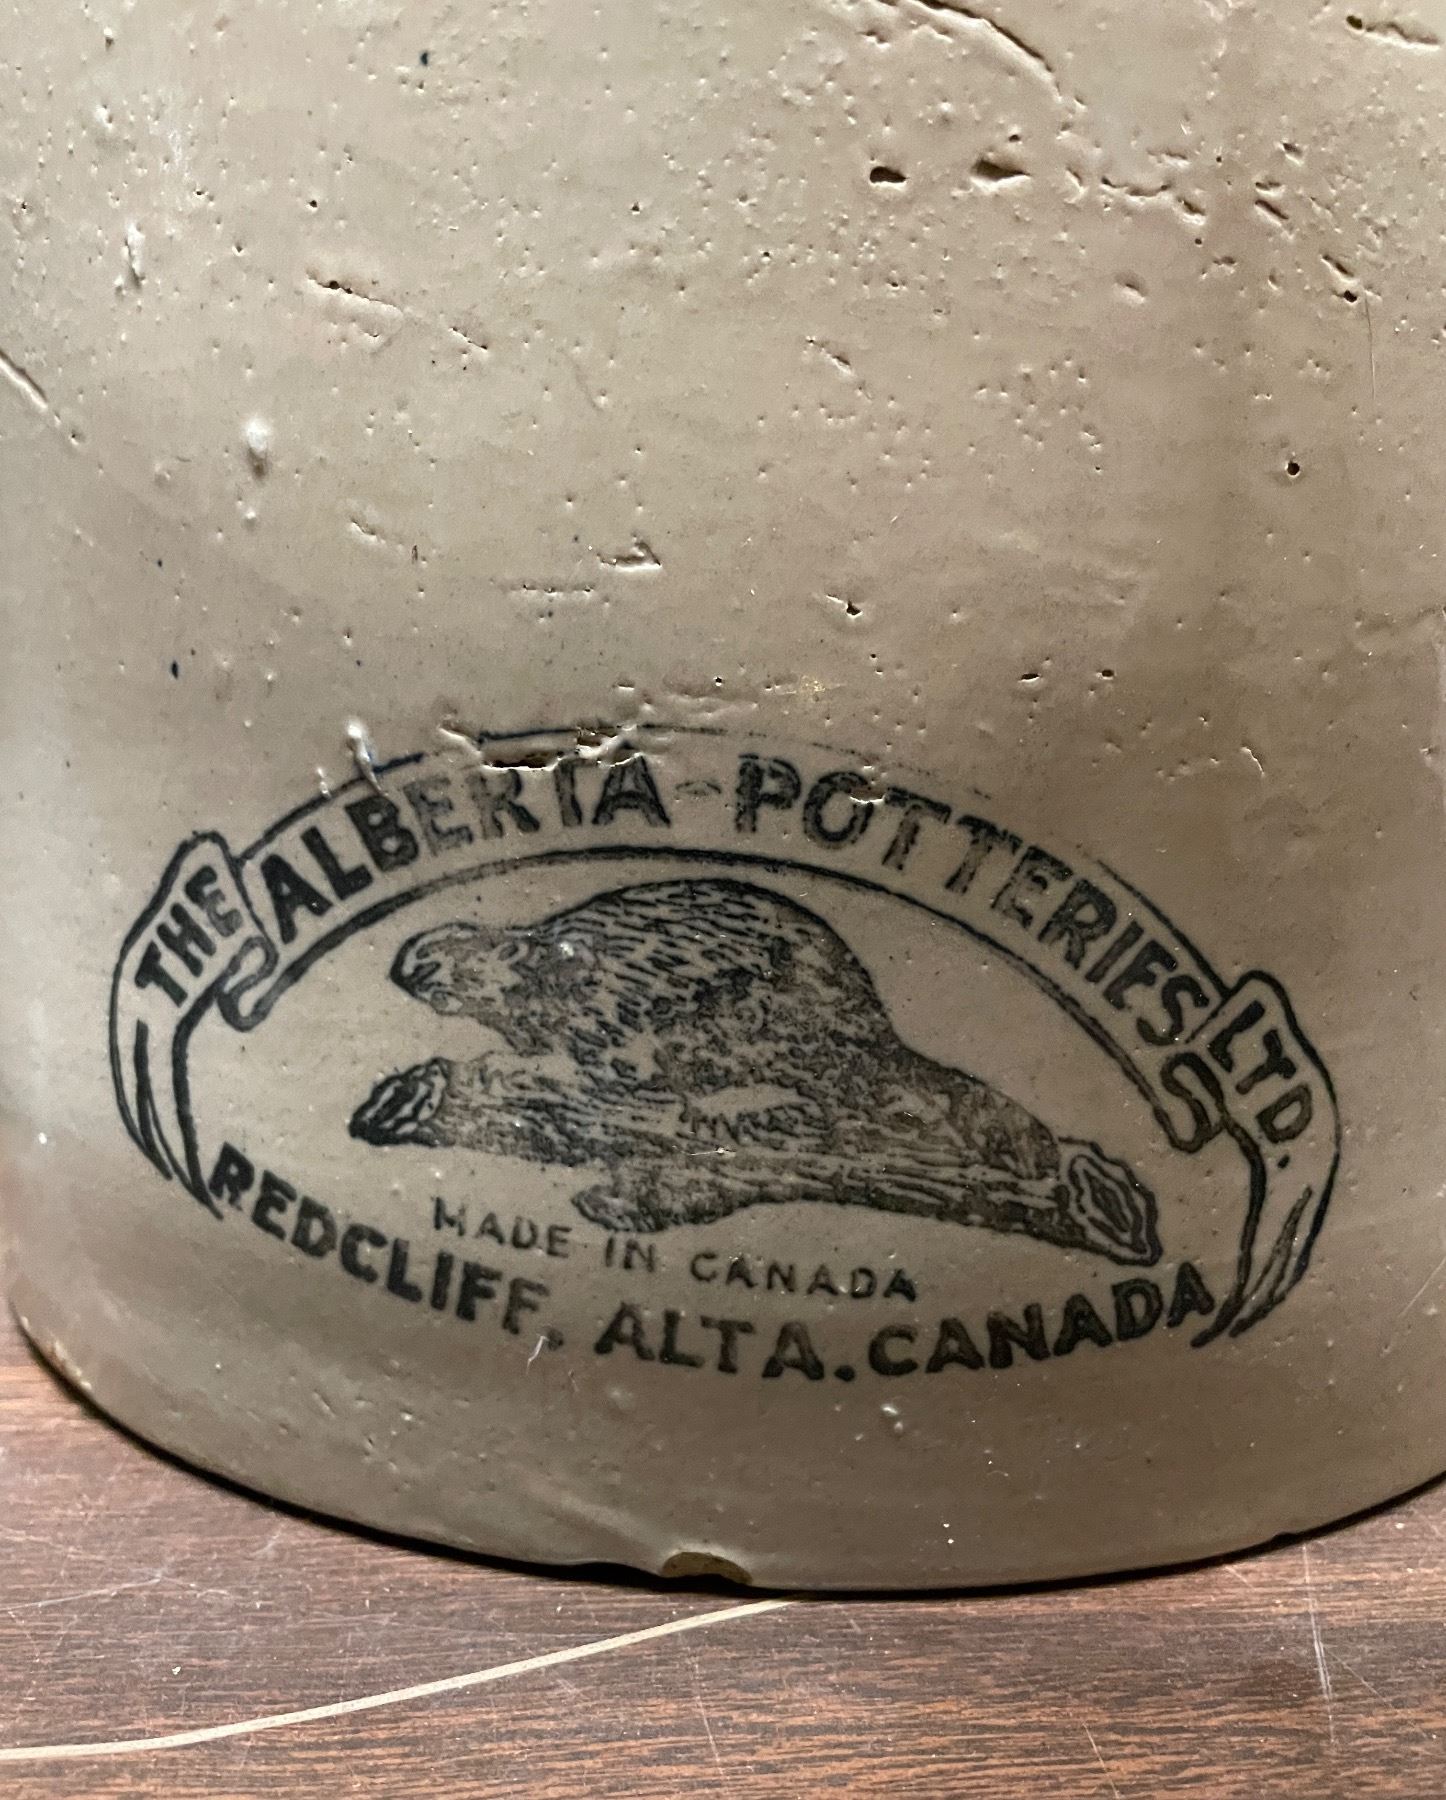 THE ALBERTA-POTTERIES LTD.
MADE IN CANADA
REDCLIFF, ALTA. CANADA